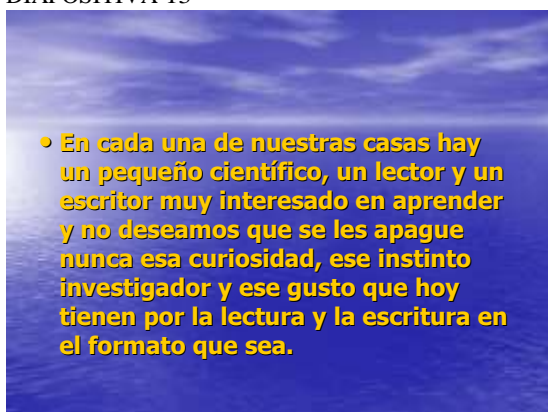 • En cada una de nuestras casas hay
un pequeño científico, un lector y un
escritor muy interesado en aprender
y no deseamos que se les apague
nunca esa curiosidad, ese instinto
investigador y ese gusto que hoy
tienen por la lectura y la escritura en
el formato que sea.